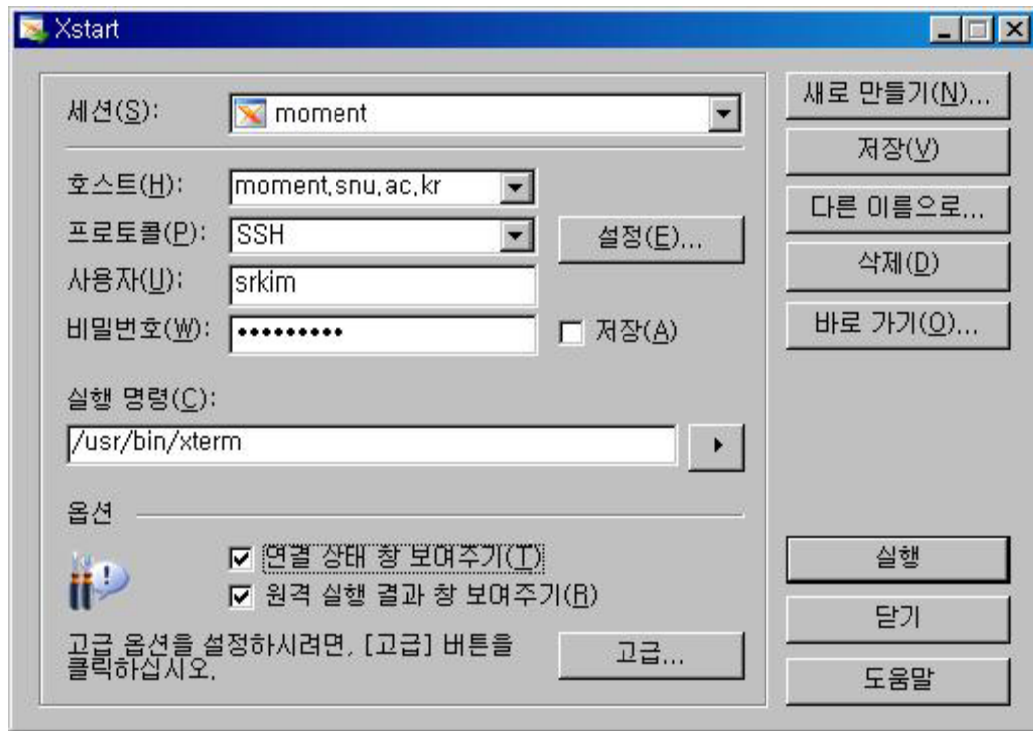 Xstart
세션(S): moment
호스트(H): moment.snu.ac.kr
프로토콜(P): SSH 설정(E)...
사용자(U): srkim
비밀번호(W): ••••••••• 저장(A)
실행 명령(C):
/usr/bin/xterm
옵션
연결 상태 창 보여주기(T)
원격 실행 결과 창 보여주기(R)
고급 옵션을 설정하시려면, [고급] 버튼을
클릭하십시오.
고급...
새로 만들기(N)...
저장(V)
다른 이름으로...
삭제(D)
바로 가기(O)...
실행
닫기
도움말